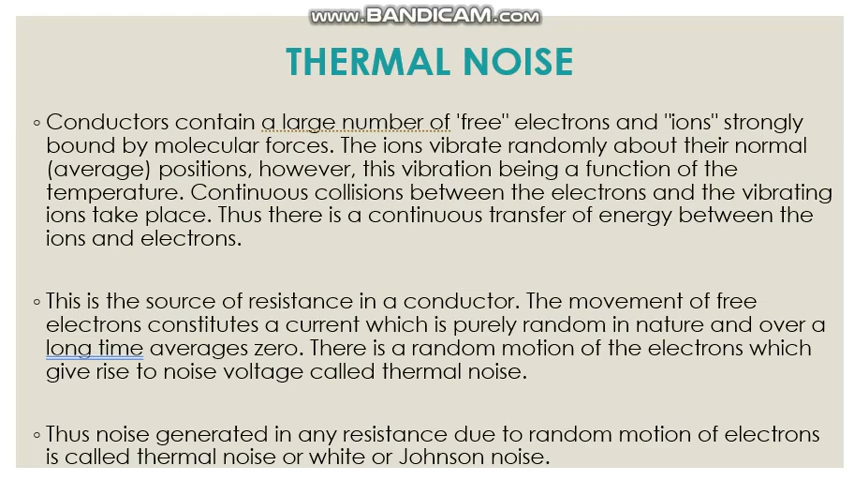 www.BANDICAM.com
THERMAL NOISE
◦ Conductors contain a large number of 'free" electrons and "ions" strongly
bound by molecular forces. The ions vibrate randomly about their normal
(average) positions, however, this vibration being a function of the
temperature. Continuous collisions between the electrons and the vibrating
ions take place. Thus there is a continuous transfer of energy between the
ions and electrons.
◦ This is the source of resistance in a conductor. The movement of free
electrons constitutes a current which is purely random in nature and over a
long time averages zero. There is a random motion of the electrons which
give rise to noise voltage called thermal noise.
◦ Thus noise generated in any resistance due to random motion of electrons
is called thermal noise or white or Johnson noise.